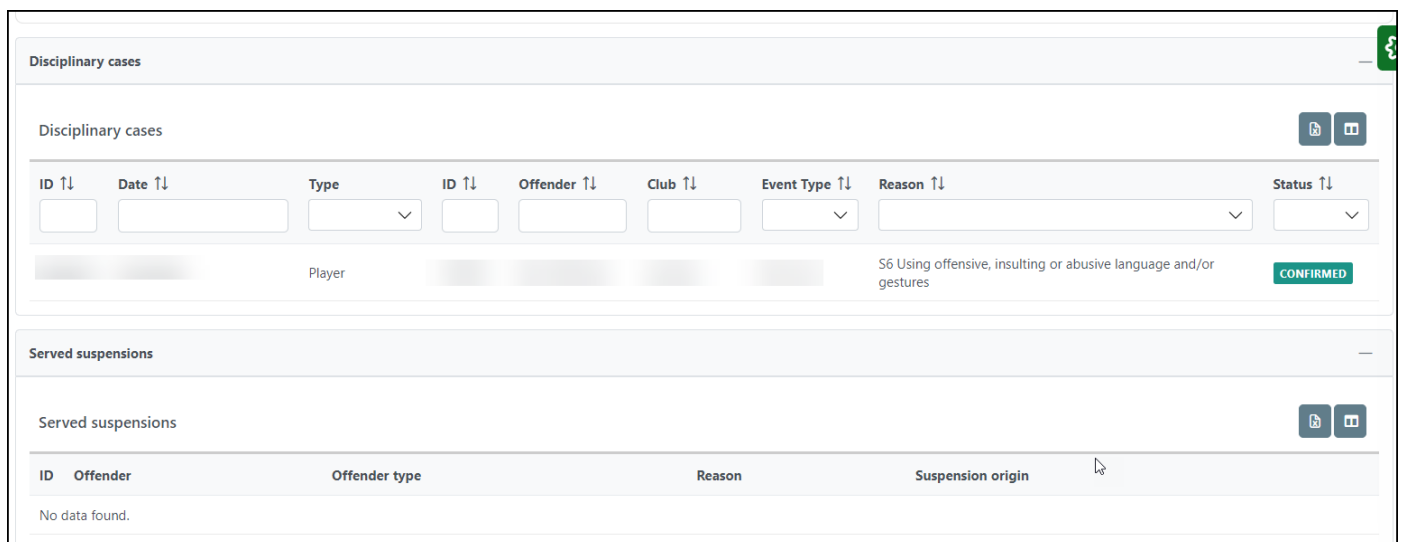 Disciplinary cases
Disciplinary cases
ID Date Type ID Offender Club Event Type Reason Status
Player
S6 Using offensive, insulting or abusive language and/or
gestures
CONFIRMED
Served suspensions
Served suspensions
ID Offender Offender type Reason Suspension origin
No data found.